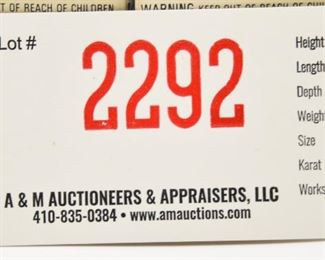 T OF REACH OF CHILDREN WARNING KEEP OUT OF REACH OF CH
Lot #
2292
Height
Length
Depth
Weight
Size
Karat
Works
A & M AUCTIONEERS & APPRAISERS, LLC
410-835-0384 • www.amauctions.com